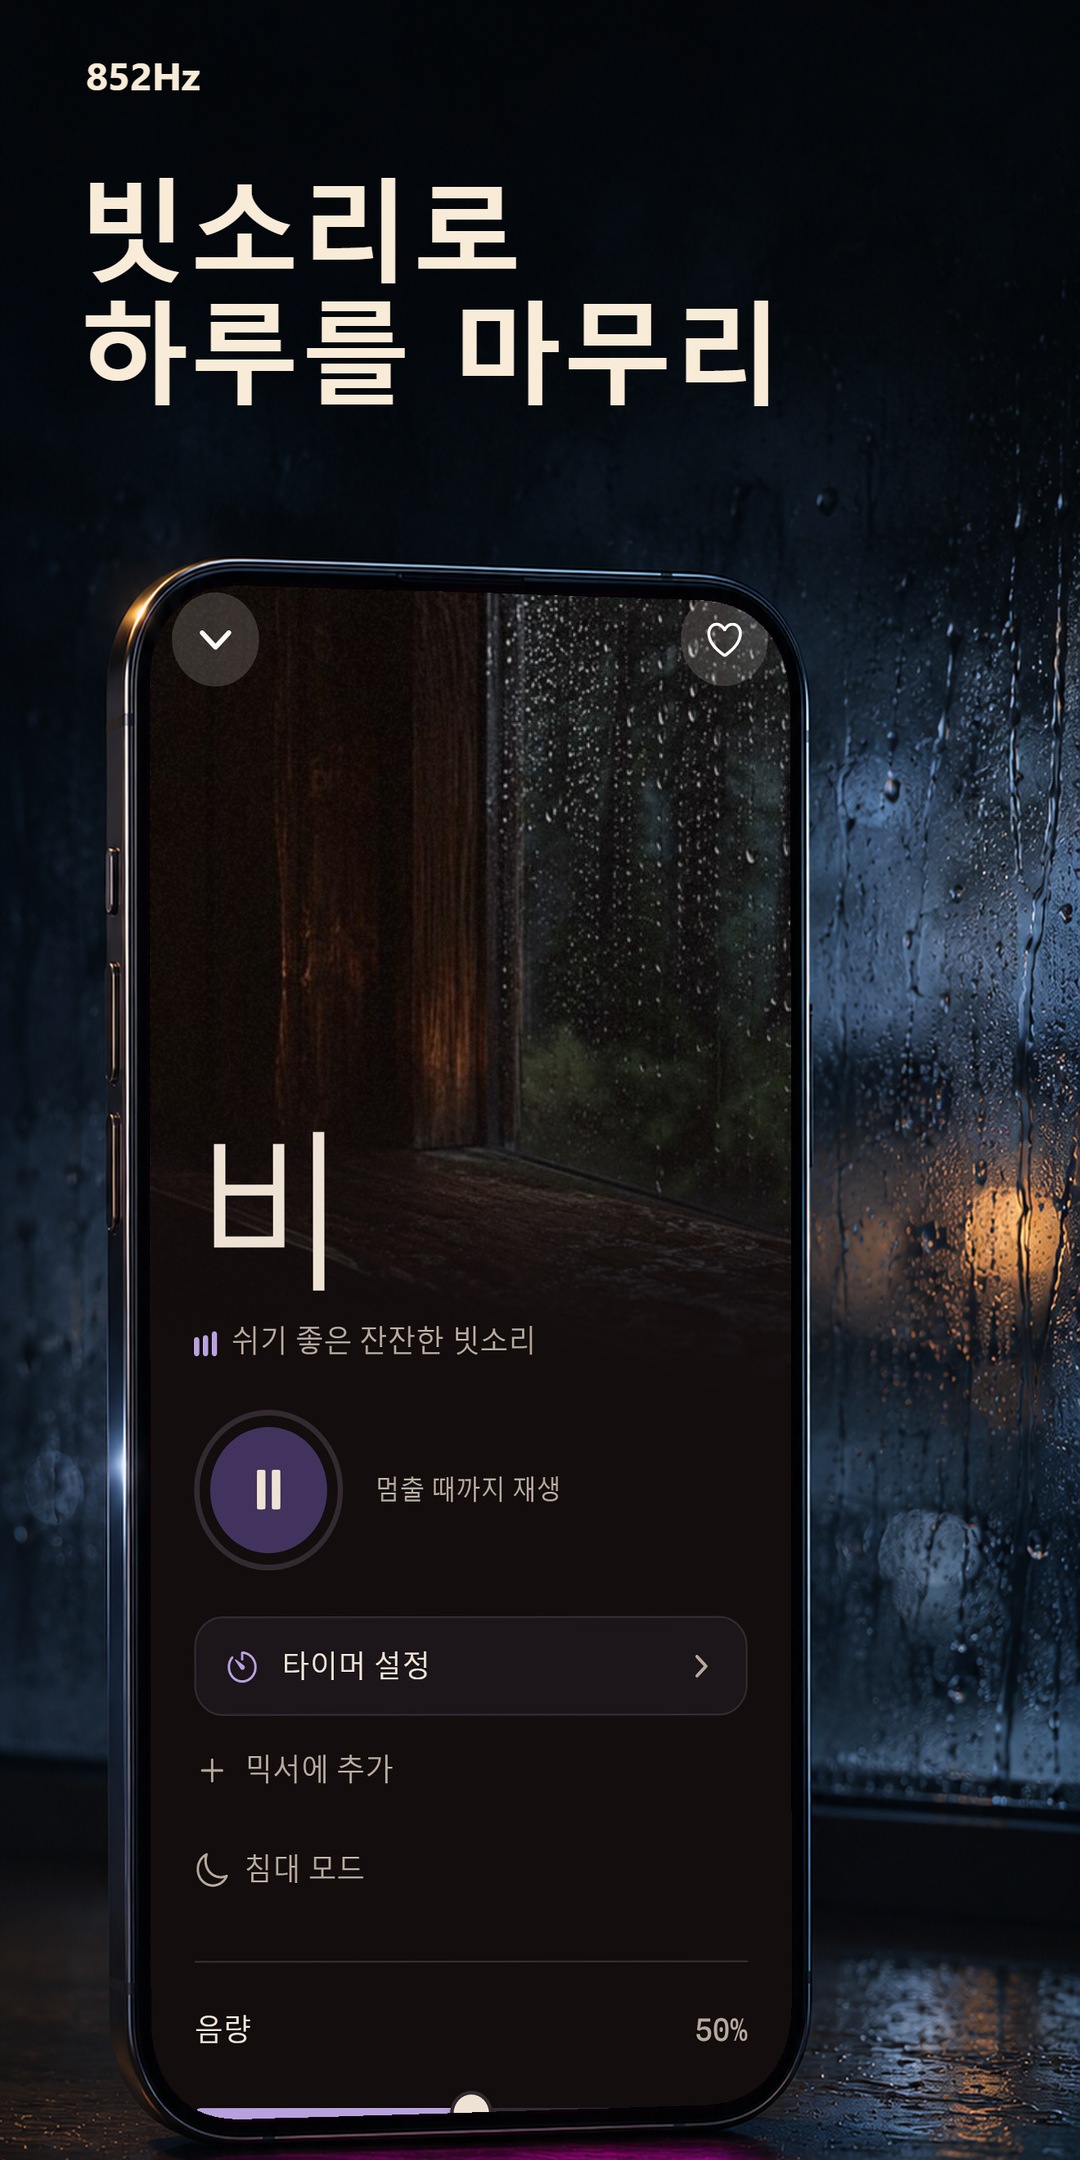 852Hz
빗소리로
하루를 마무리
비
쉬기 좋은 잔잔한 빗소리
멈출 때까지 재생
타이머 설정
믹서에 추가
침대 모드
음량
50%